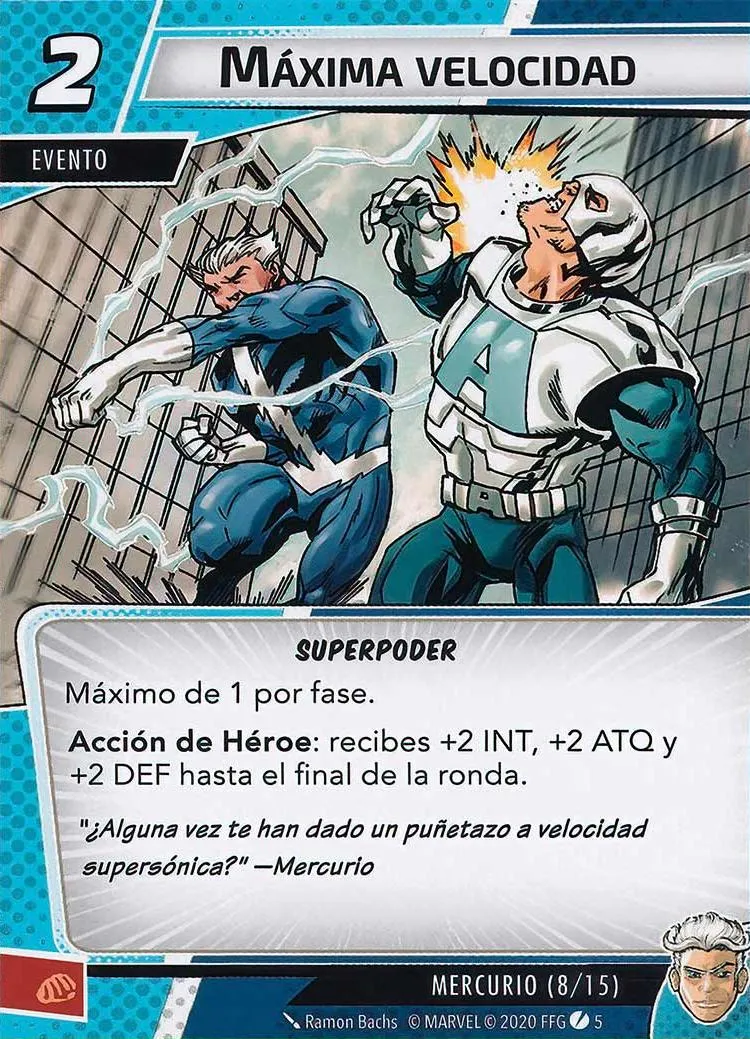 2
MÁXIMA VELOCIDAD
EVENTO
A
SUPERPODER
Máximo de 1 por fase.
Acción de Héroe: recibes +2 INT, +2 ATQ y
+2 DEF hasta el final de la ronda.
"¿Alguna vez te han dado un puñetazo a velocidad
supersónica?" —Mercurio
MERCURIO (8/15)
Ramon Bachs © MARVEL © 2020 FFG 5